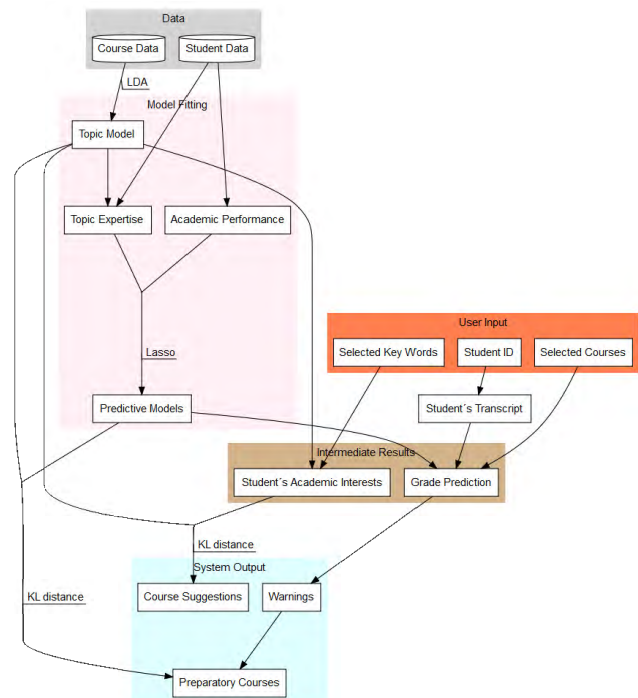 Data
Course Data
Student Data
LDA
Model Fitting
Topic Model
Topic Expertise
Academic Performance
User Input
Selected Key Words
Student ID
Selected Courses
Lasso
Predictive Models
Student´s Transcript
Intermediate Results
Student´s Academic Interests
Grade Prediction
KL distance
System Output
Course Suggestions
Warnings
KL distance
Preparatory Courses